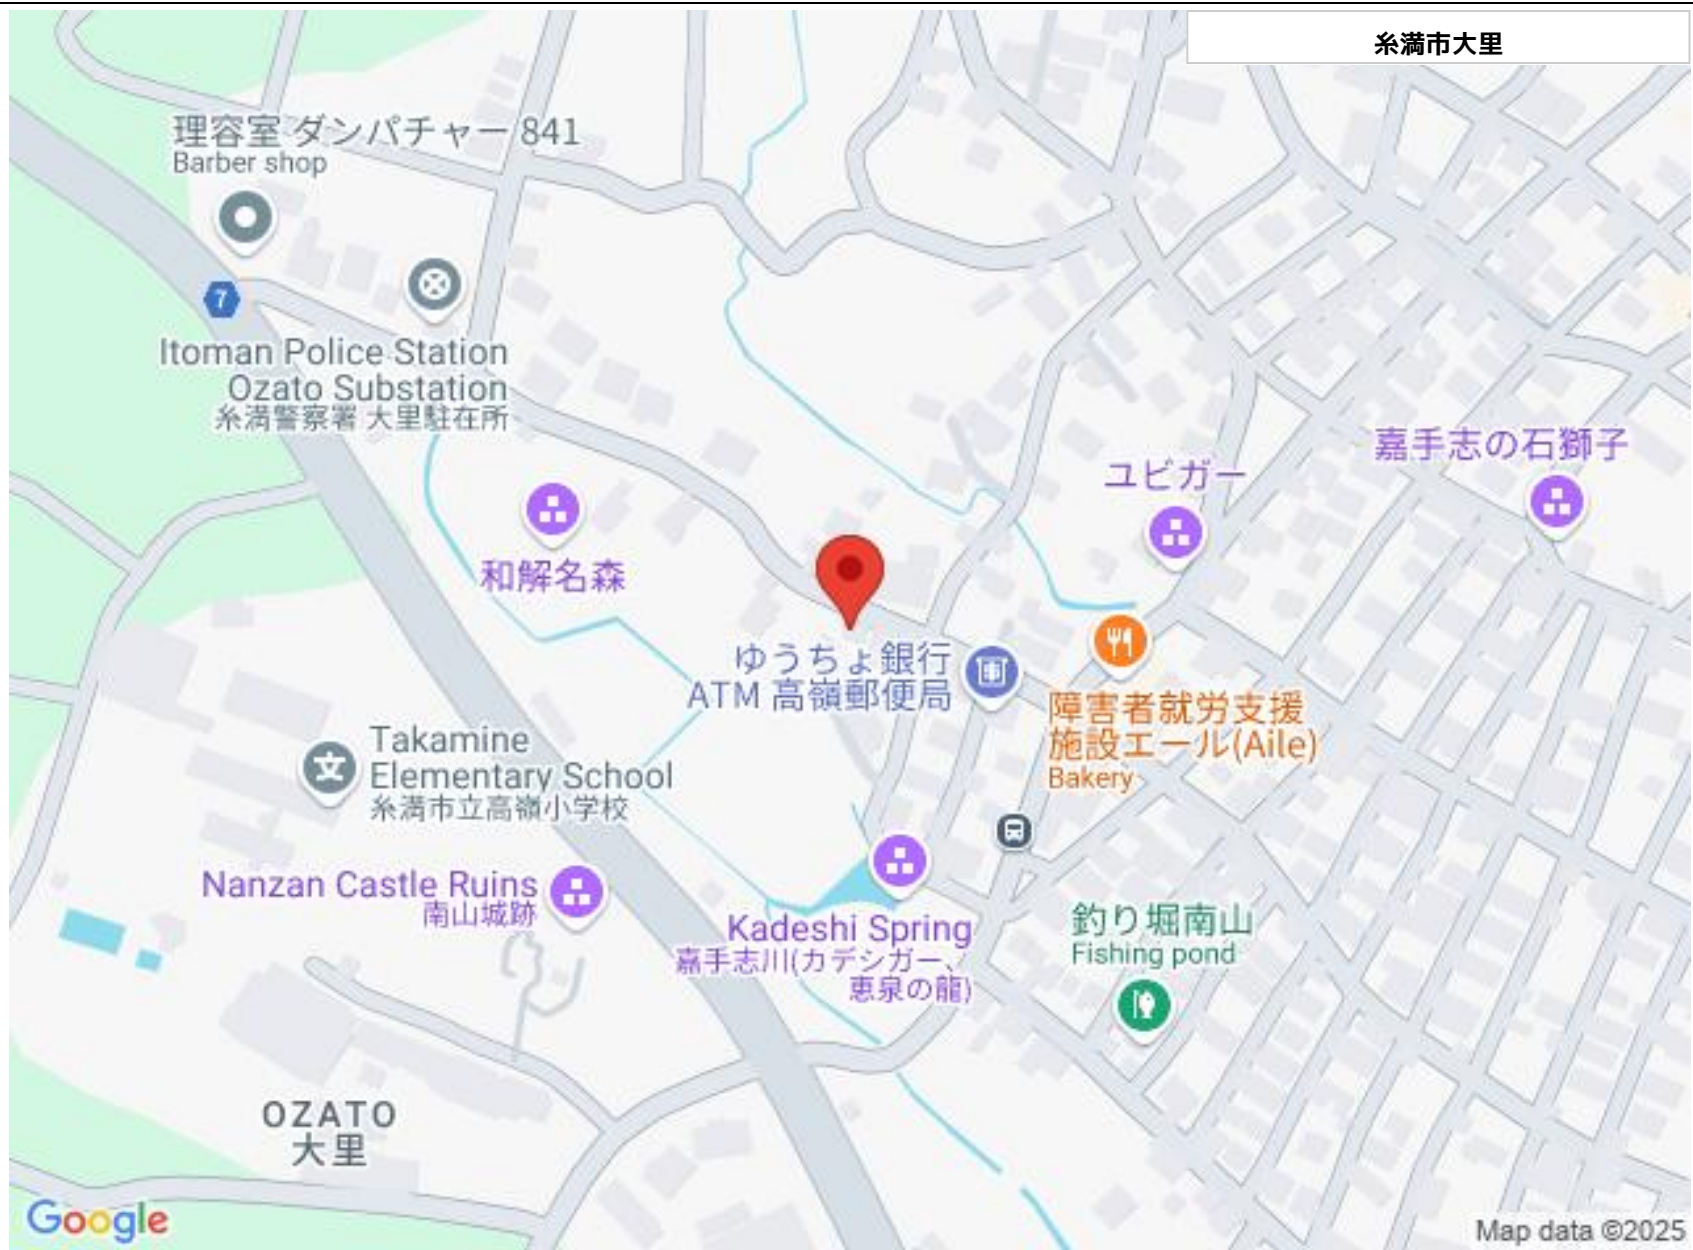 糸満市大里
理容室 ダンパチャー 841
Barber shop
7
Itoman Police Station
Ozato Substation
糸満警察署 大里駐在所
嘉手志の石獅子
ユビガー
和解名森
ゆうちょ銀行
ATM 高嶺郵便局
障害者就労支援
施設エール(Aile)
Bakery
Takamine
Elementary School
糸満市立高嶺小学校
文
Nanzan Castle Ruins
南山城跡
Kadeshi Spring
嘉手志川(カデシガー、
恵泉の龍)
釣り堀南山
Fishing pond
OZATO
大里
Google
Map data ©2025